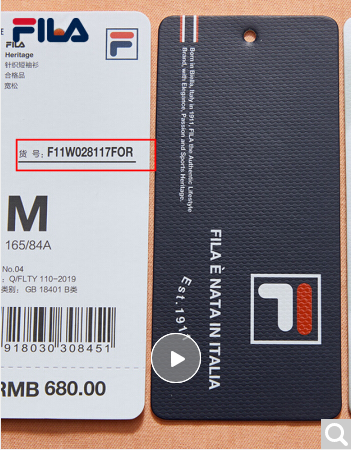 FILA
FILA
Heritage
针织短袖衫
合格品
宽松
货 号: F11W028117FOR
M
165/84A
No.04
: Q/FLTY 110-2019
类别: GB 18401 B类
918030 308451
RMB 680.00
Born in Biella, Italy in 1911, FILA the Authentic Lifestyle
Brand, with Elegance, Passion and Sports Heritage.
FILA È NATA IN ITALIA
Est.1911